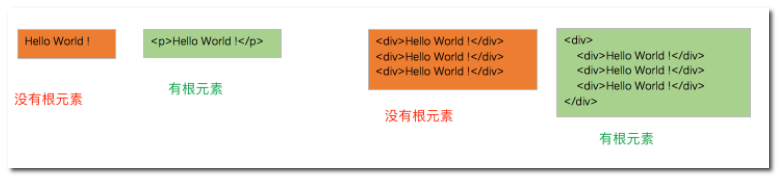 Hello World !
没有根元素
<p>Hello World !</p>
有根元素
<div>Hello World !</div>
<div>Hello World !</div>
<div>Hello World !</div>
没有根元素
<div>
<div>Hello World !</div>
<div>Hello World !</div>
<div>Hello World !</div>
</div>
有根元素